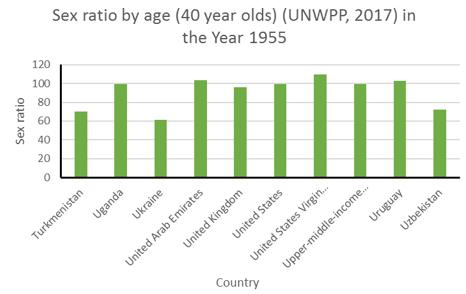 Sex ratio by age (40 year olds) (UNWPP, 2017) in
the Year 1955
120
100
80
60
40
20
0
Sex ratio
Turkmenistan
Uganda
Ukraine
United Arab Emirates
United Kingdom
United States
United States Virgin...
Upper-middle-income...
Uruguay
Uzbekistan
Country